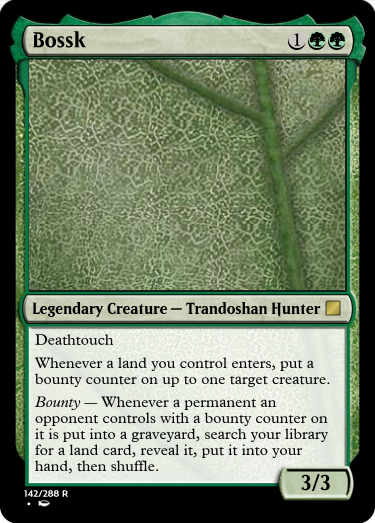 Bossk 1
Legendary Creature — Trandoshan Hunter
Deathtouch
Whenever a land you control enters, put a
bounty counter on up to one target creature.
Bounty — Whenever a permanent an
opponent controls with a bounty counter on
it is put into a graveyard, search your library
for a land card, reveal it, put it into your
hand, then shuffle.
3/3
142/288 R